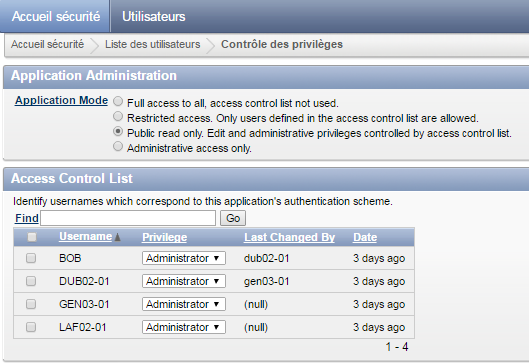 Accueil sécurité Utilisateurs
Accueil sécurité Liste des utilisateurs Contrôle des privilèges
Application Administration
Application Mode Full access to all, access control list not used.
Restricted access. Only users defined in the access control list are allowed.
Public read only. Edit and administrative privileges controlled by access control list.
Administrative access only.
Access Control List
Identify usernames which correspond to this application's authentication scheme.
Find Go
Username Privilege Last Changed By Date
BOB Administrator dub02-01 3 days ago
DUB02-01 Administrator gen03-01 3 days ago
GEN03-01 Administrator (null) 3 days ago
LAF02-01 Administrator (null) 3 days ago
1 - 4